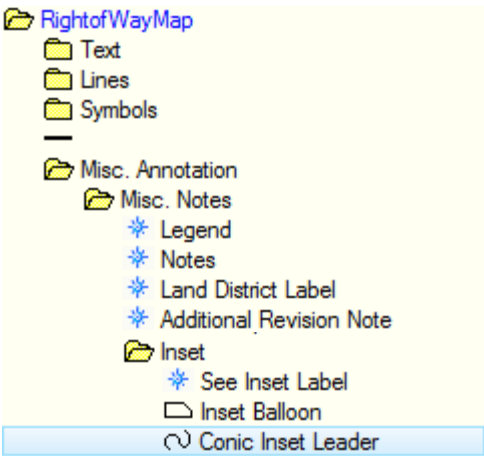 RightofWayMap
Text
Lines
Symbols
Misc. Annotation
Misc. Notes
Legend
Notes
Land District Label
Additional Revision Note
Inset
See Inset Label
Inset Balloon
Conic Inset Leader